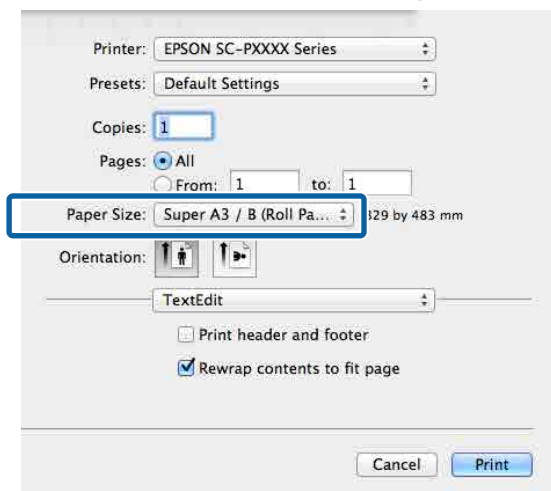 Printer: EPSON SC-PXXXX Series
Presets: Default Settings
Copies: 1
Pages: All
From: 1 to: 1
Paper Size: Super A3 / B (Roll Pa... 329 by 483 mm
Orientation:
TextEdit
Print header and footer
Rewrap contents to fit page
Cancel Print